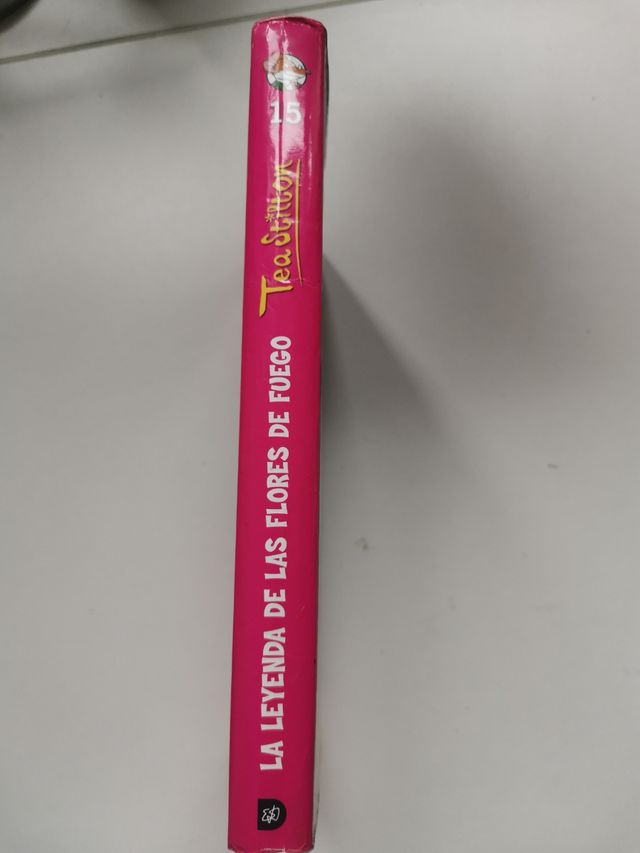 15
Tea Stilton
LA LEYENDA DE LAS FLORES DE FUEGO